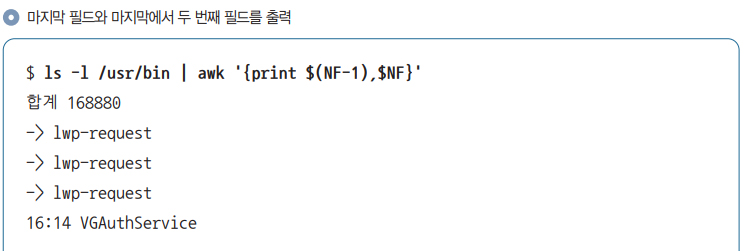 마지막 필드와 마지막에서 두 번째 필드를 출력
$ ls -l /usr/bin | awk '{print $(NF-1),$NF}'
합계 168880
-> lwp-request
-> lwp-request
-> lwp-request
16:14 VGAuthService